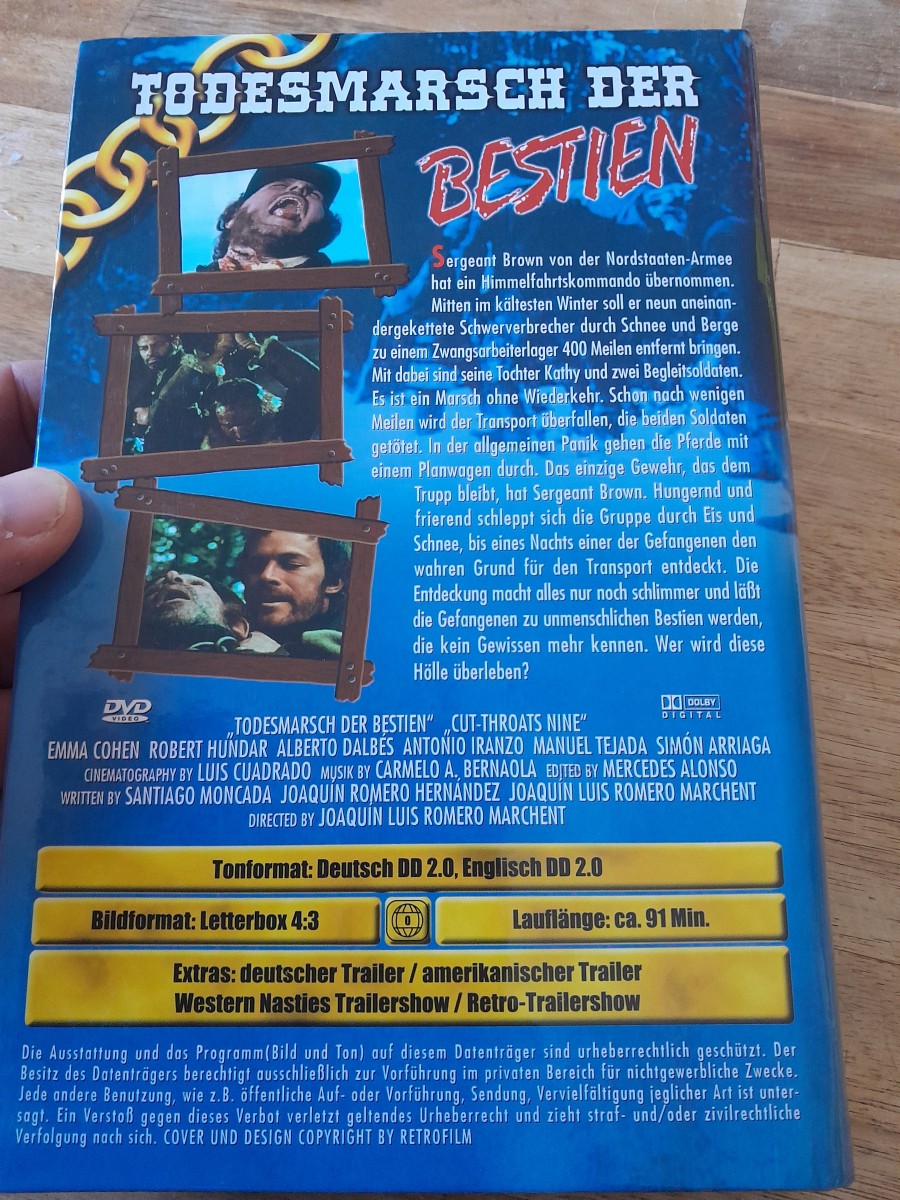 TODESMARSCH DER
BESTIEN
Sergeant Brown von der Nordstaaten-Armee
hat ein Himmelfahrtskommando übernommen.
Mitten im kältesten Winter soll er neun aneinan-
dergekettete Schwerverbrecher durch Schnee und Berge
zu einem Zwangsarbeiterlager 400 Meilen entfernt bringen.
Mit dabei sind seine Tochter Kathy und zwei Begleitsoldaten.
Es ist ein Marsch ohne Wiederkehr. Schon nach wenigen
Meilen wird der Transport überfallen, die beiden Soldaten
getötet. In der allgemeinen Panik gehen die Pferde mit
einem Planwagen durch. Das einzige Gewehr, das dem
Trupp bleibt, hat Sergeant Brown. Hungernd und
frierend schleppt sich die Gruppe durch Eis und
Schnee, bis eines Nachts einer der Gefangenen den
wahren Grund für den Transport entdeckt. Die
Entdeckung macht alles nur noch schlimmer und läßt
die Gefangenen zu unmenschlichen Bestien werden,
die kein Gewissen mehr kennen. Wer wird diese
Hölle überleben?
DVD
VIDEO
DOLBY
DIGITAL
„TODESMARSCH DER BESTIEN“ „CUT-THROATS NINE“
EMMA COHEN ROBERT HUNDAR ALBERTO DALBÉS ANTONIO IRANZO MANUEL TEJADA SIMÓN ARRIAGA
CINEMATOGRAPHY BY LUIS CUADRADO MUSIK BY CARMELO A. BERNAOLA EDITED BY MERCEDES ALONSO
WRITTEN BY SANTIAGO MONCADA JOAQUÍN ROMERO HERNÁNDEZ JOAQUÍN LUIS ROMERO MARCHENT
DIRECTED BY JOAQUÍN LUIS ROMERO MARCHENT
Tonformat: Deutsch DD 2.0, Englisch DD 2.0
Bildformat: Letterbox 4:3
0
Lauflänge: ca. 91 Min.
Extras: deutscher Trailer / amerikanischer Trailer
Western Nasties Trailershow / Retro-Trailershow
Die Ausstattung und das Programm(Bild und Ton) auf diesem Datenträger sind urheberrechtlich geschützt. Der
Besitz des Datenträgers berechtigt ausschließlich zur Vorführung im privaten Bereich für nichtgewerbliche Zwecke.
Jede andere Benutzung, wie z.B. öffentliche Auf- oder Vorführung, Sendung, Vervielfältigung jeglicher Art ist unter-
sagt. Ein Verstoß gegen dieses Verbot verletzt geltendes Urheberrecht und zieht straf- und/oder zivilrechtliche
Verfolgung nach sich. COVER UND DESIGN COPYRIGHT BY RETROFILM